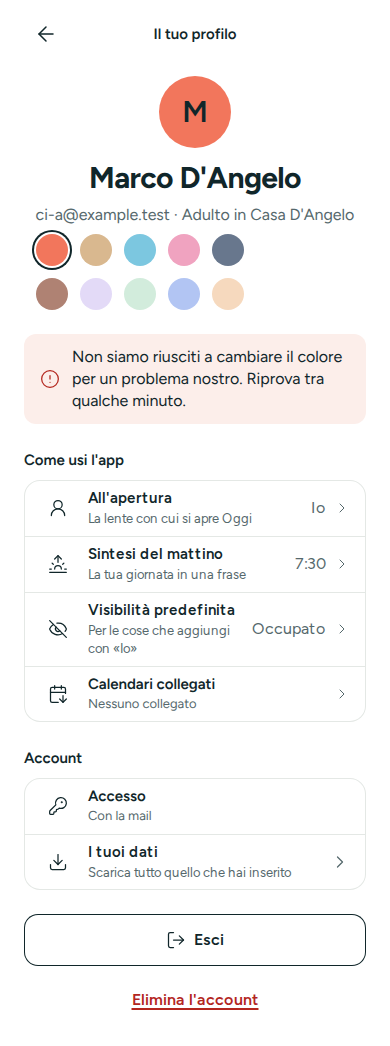 Il tuo profilo
M
Marco D'Angelo
ci-a@example.test · Adulto in Casa D'Angelo
Non siamo riusciti a cambiare il colore
per un problema nostro. Riprova tra
qualche minuto.
Come usi l'app
All'apertura
La lente con cui si apre Oggi
Io
Sintesi del mattino
La tua giornata in una frase
7:30
Visibilità predefinita
Per le cose che aggiungi
con «Io»
Occupato
Calendari collegati
Nessuno collegato
Account
Accesso
Con la mail
I tuoi dati
Scarica tutto quello che hai inserito
Esci
Elimina l'account